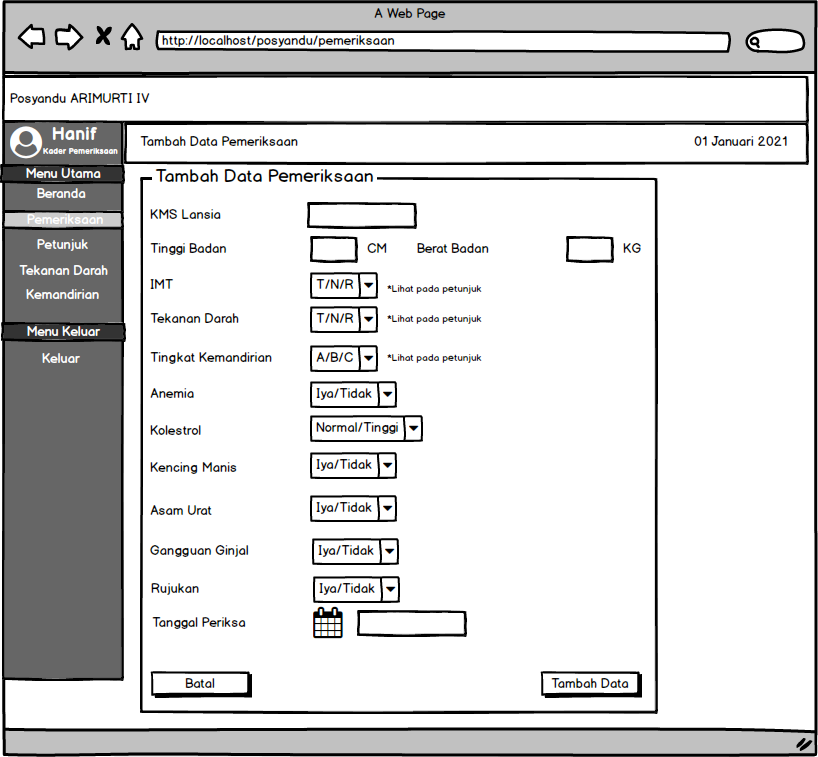 A Web Page
http://localhost/posyandu/pemeriksaan
Posyandu ARIMURTI IV
Hanif
Kader Pemeriksaan
Tambah Data Pemeriksaan
01 Januari 2021
Menu Utama
Beranda
Pemeriksaan
Petunjuk
Tekanan Darah
Kemandirian
Menu Keluar
Keluar
Tambah Data Pemeriksaan
KMS Lansia
Tinggi Badan CM Berat Badan KG
IMT T/N/R *Lihat pada petunjuk
Tekanan Darah T/N/R *Lihat pada petunjuk
Tingkat Kemandirian A/B/C *Lihat pada petunjuk
Anemia Iya/Tidak
Kolestrol Normal/Tinggi
Kencing Manis Iya/Tidak
Asam Urat Iya/Tidak
Gangguan Ginjal Iya/Tidak
Rujukan Iya/Tidak
Tanggal Periksa
Batal Tambah Data